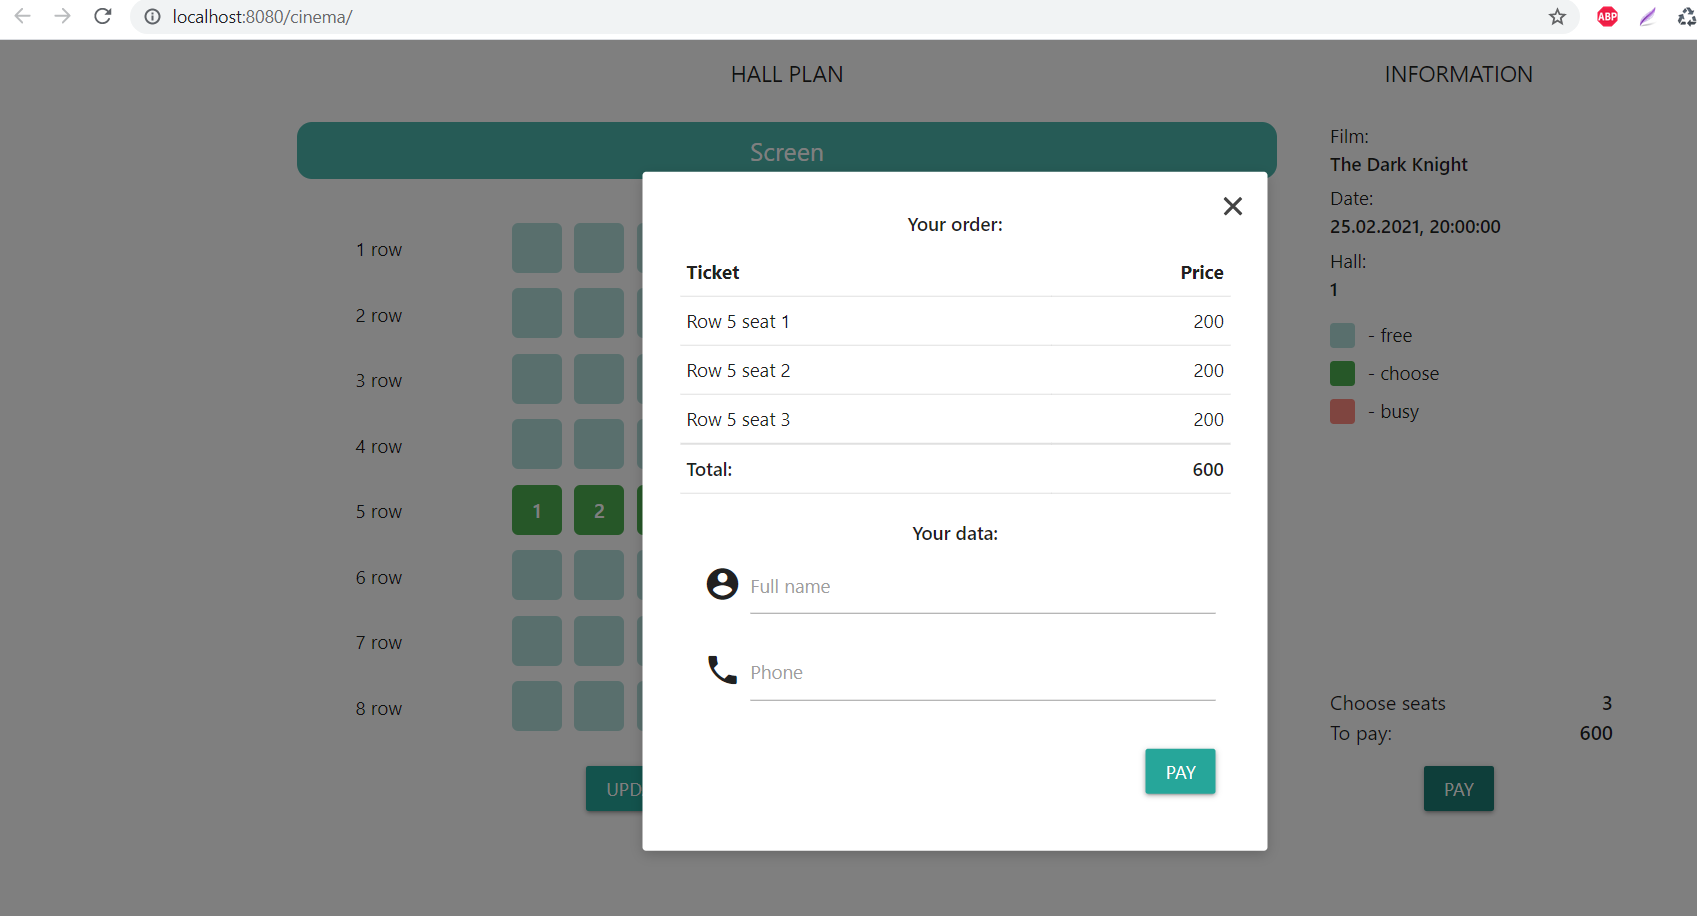 localhost:8080/cinema/
ABP
HALL PLAN
INFORMATION
Screen
Film:
The Dark Knight
Date:
25.02.2021, 20:00:00
Hall:
1
- free
- choose
- busy
1 row
2 row
3 row
4 row
5 row
1 2
6 row
7 row
8 row
UPD
Your order:
Ticket Price
Row 5 seat 1 200
Row 5 seat 2 200
Row 5 seat 3 200
Total: 600
Your data:
Full name
Phone
PAY
Choose seats 3
To pay: 600
PAY